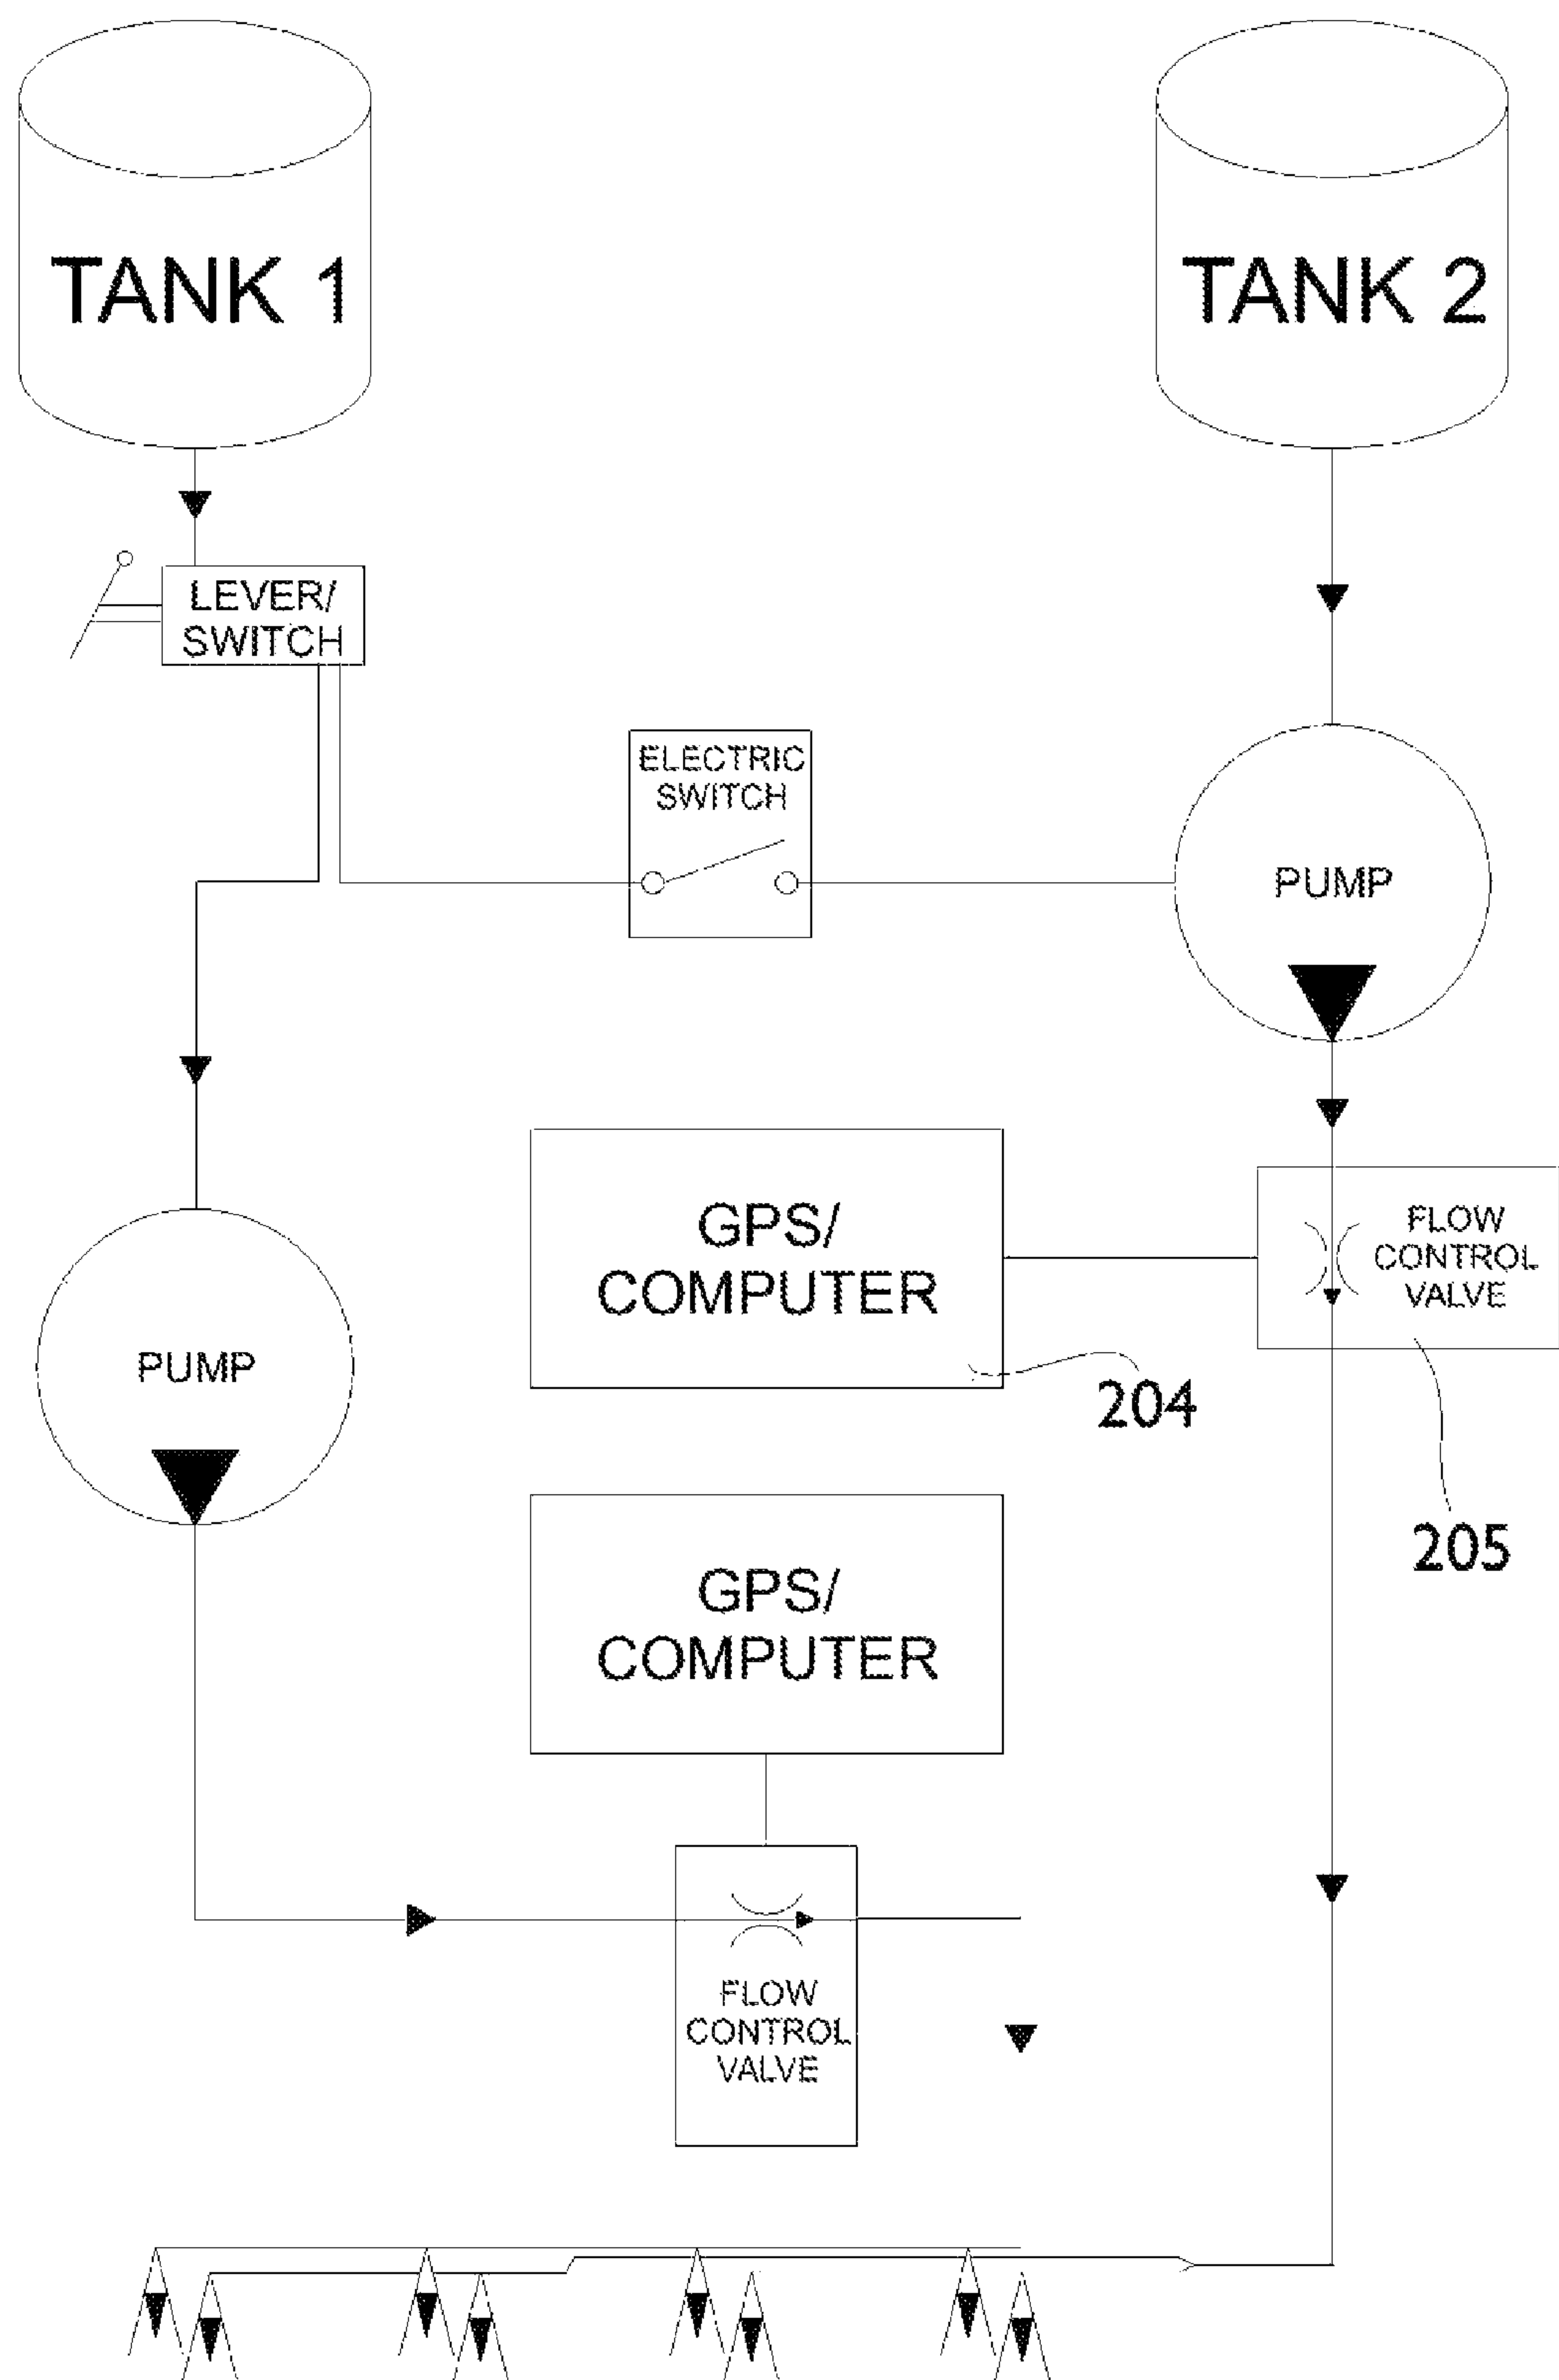 TANK 1
TANK 2
LEVER/
SWITCH
ELECTRIC
SWITCH
PUMP
GPS/
COMPUTER
FLOW
CONTROL
VALVE
204
PUMP
205
GPS/
COMPUTER
FLOW
CONTROL
VALVE